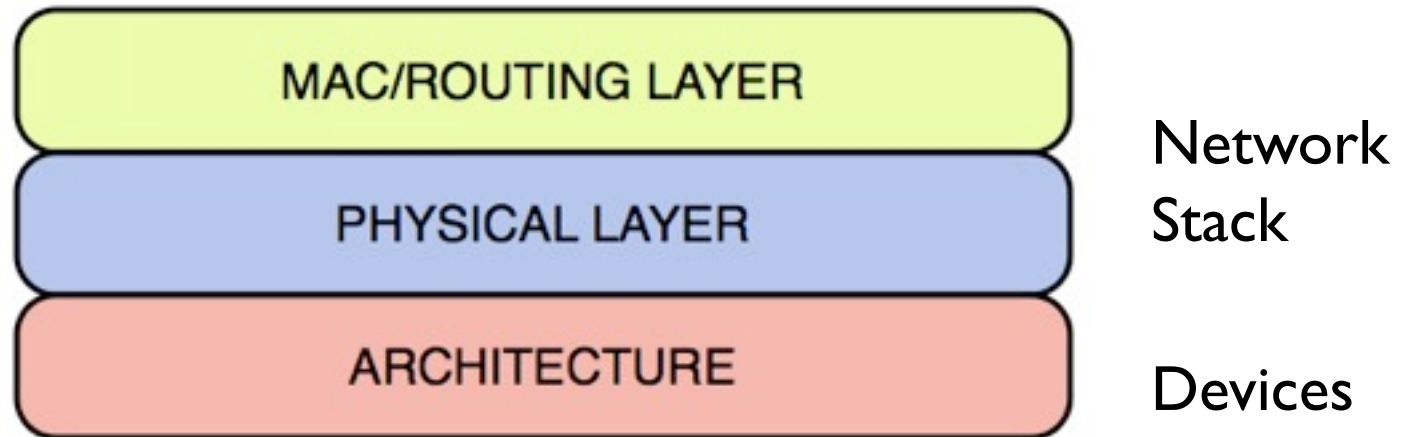 MAC/ROUTING LAYER
Network
PHYSICAL LAYER
Stack
ARCHITECTURE
Devices